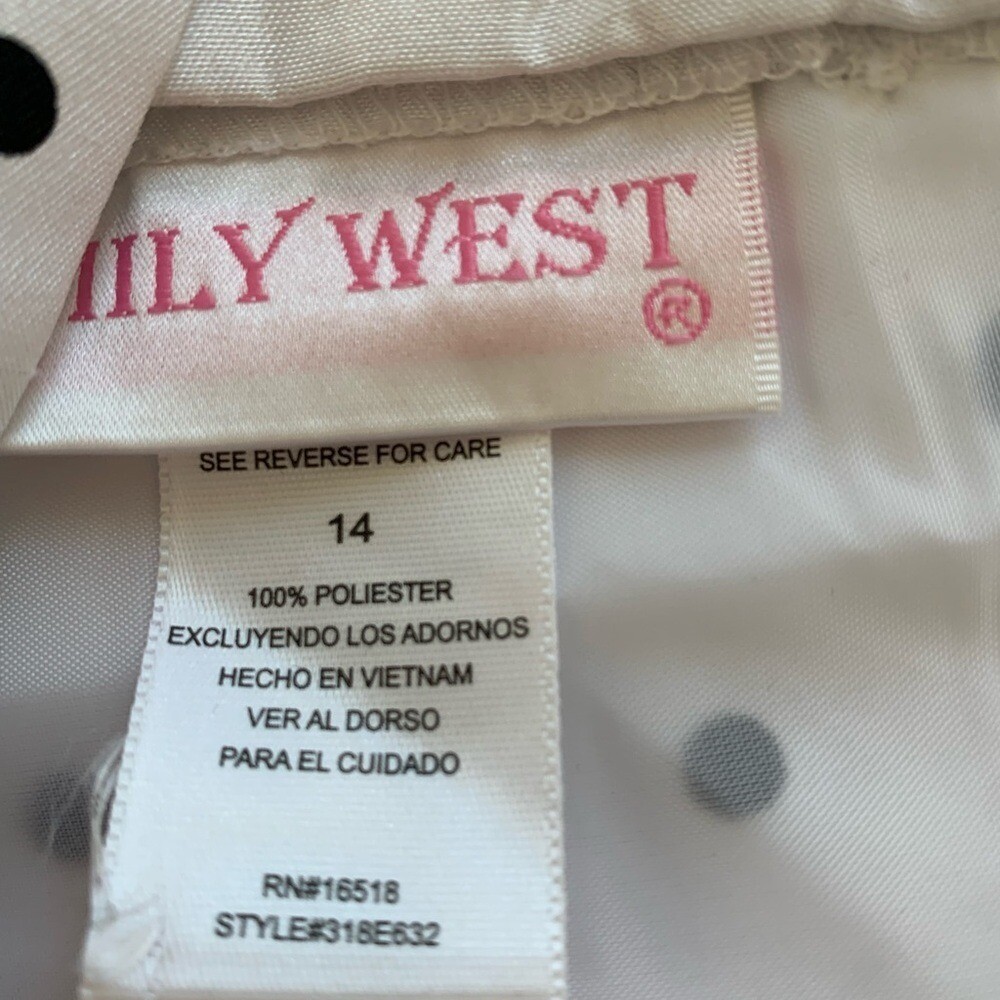 MILY WEST
®
SEE REVERSE FOR CARE
14
100% POLIESTER
EXCLUYENDO LOS ADORNOS
HECHO EN VIETNAM
VER AL DORSO
PARA EL CUIDADO
RN#16518
STYLE#318E632